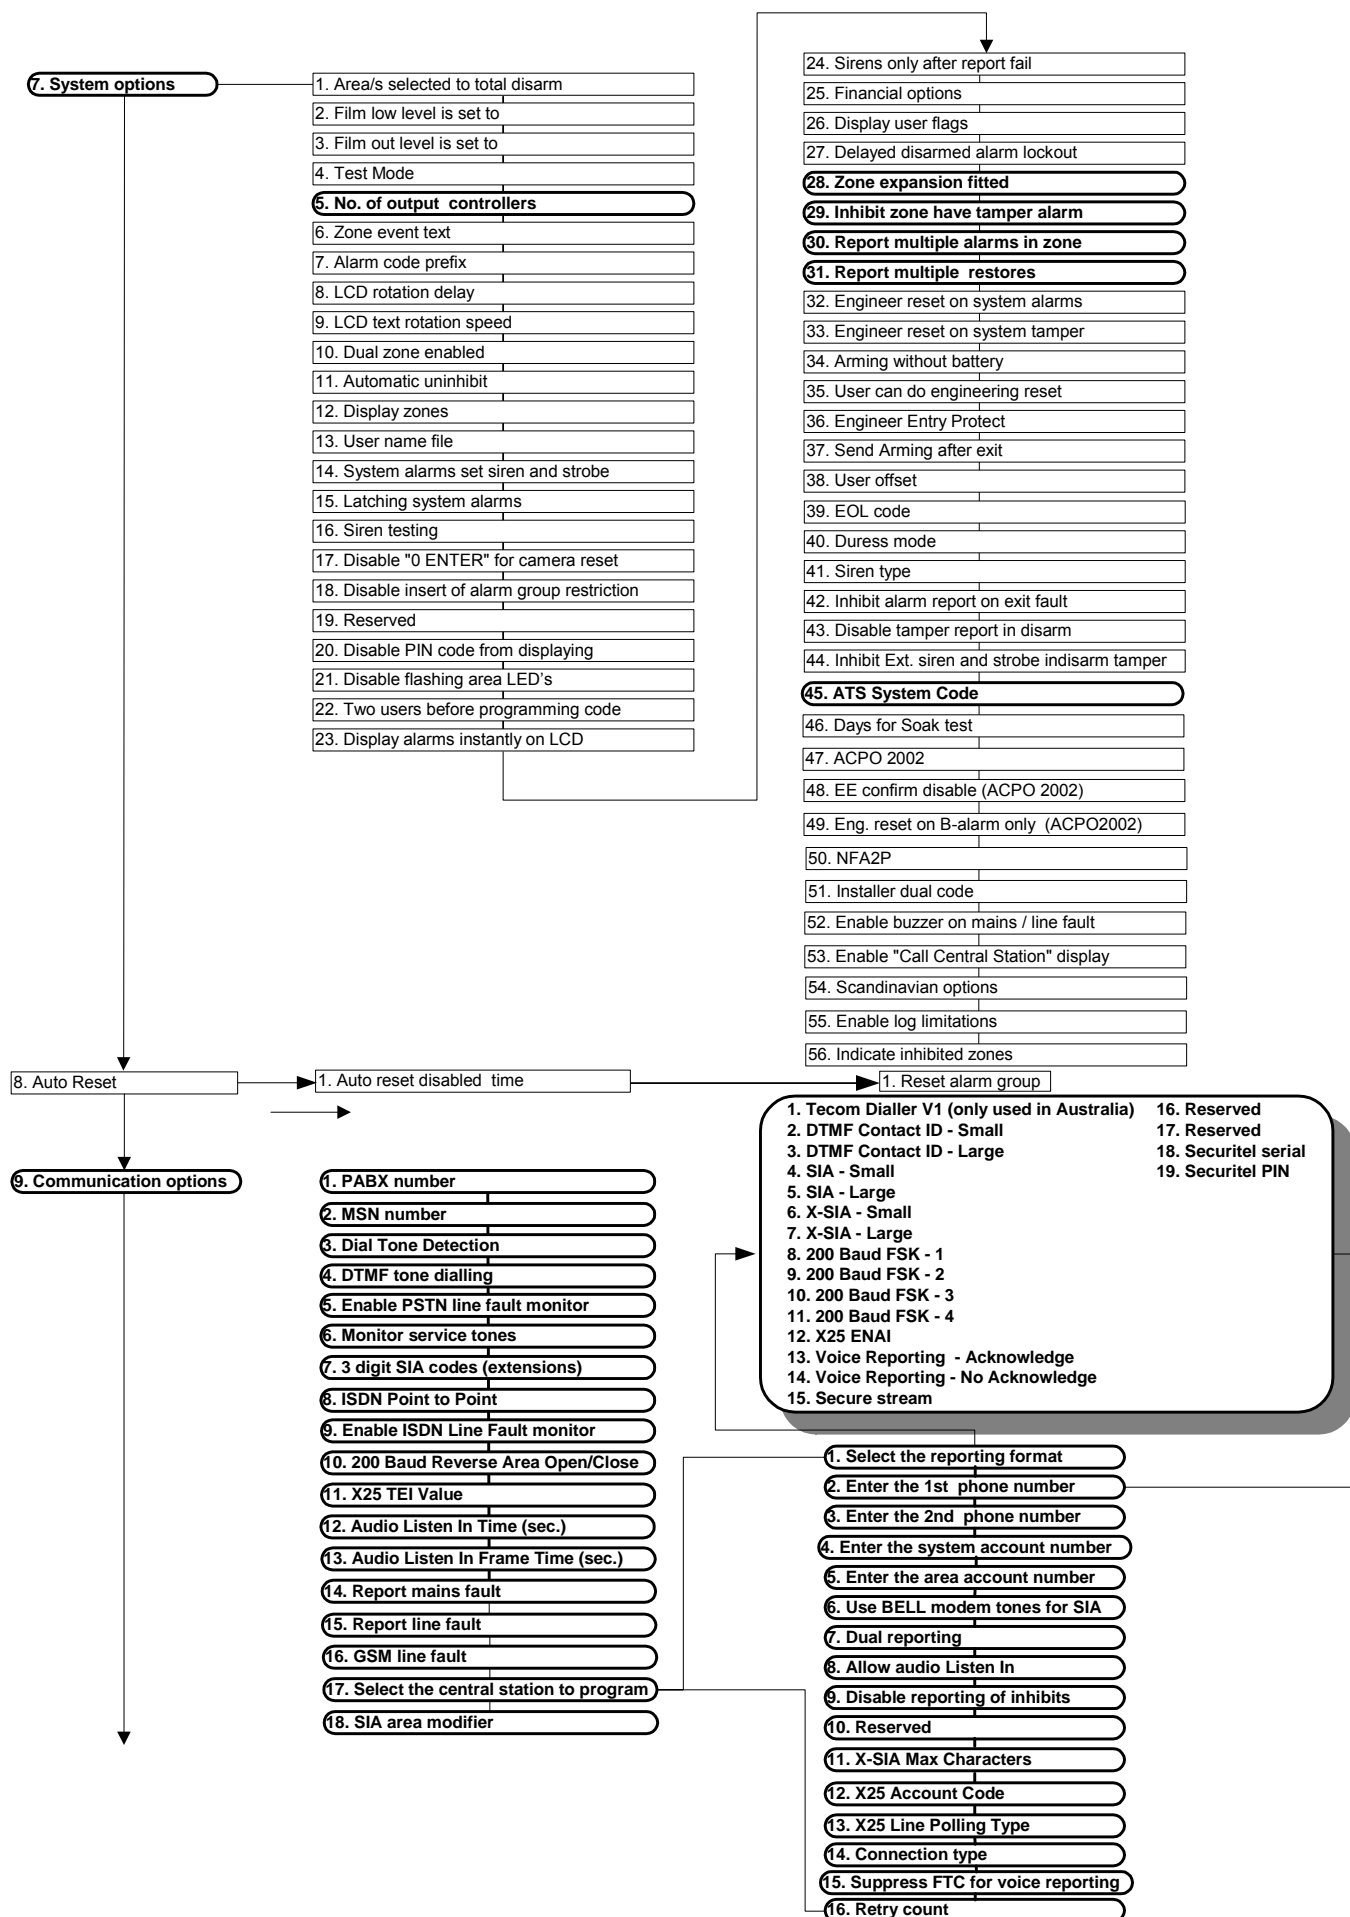 7. System options
1. Area/s selected to total disarm
2. Film low level is set to
3. Film out level is set to
4. Test Mode
5. No. of output  controllers
6. Zone event text
7. Alarm code prefix
8. LCD rotation delay
9. LCD text rotation speed
10. Dual zone enabled
11. Automatic uninhibit
12. Display zones
13. User name file
14. System alarms set siren and strobe
15. Latching system alarms
16. Siren testing
17. Disable "0 ENTER" for camera reset
18. Disable insert of alarm group restriction
19. Reserved
20. Disable PIN code from displaying
21. Disable flashing area LED's
22. Two users before programming code
23. Display alarms instantly on LCD
24. Sirens only after report fail
25. Financial options
26. Display user flags
27. Delayed disarmed alarm lockout
28. Zone expansion fitted
29. Inhibit zone have tamper alarm
30. Report multiple alarms in zone
31. Report multiple  restores
32. Engineer reset on system alarms
33. Engineer reset on system tamper
34. Arming without battery
35. User can do engineering reset
36. Engineer Entry Protect
37. Send Arming after exit
38. User offset
39. EOL code
40. Duress mode
41. Siren type
42. Inhibit alarm report on exit fault
43. Disable tamper report in disarm
44. Inhibit Ext. siren and strobe indisarm tamper
45. ATS System Code
46. Days for Soak test
47. ACPO 2002
48. EE confirm disable (ACPO 2002)
49. Eng. reset on B-alarm only  (ACPO2002)
50. NFA2P
51. Installer dual code
52. Enable buzzer on mains / line fault
53. Enable "Call Central Station" display
54. Scandinavian options
55. Enable log limitations
56. Indicate inhibited zones
8. Auto Reset
1. Auto reset disabled  time
1. Reset alarm group
1. Tecom Dialler V1 (only used in Australia)
2. DTMF Contact ID - Small
3. DTMF Contact ID - Large
4. SIA - Small
5. SIA - Large
6. X-SIA - Small
7. X-SIA - Large
8. 200 Baud FSK - 1
9. 200 Baud FSK - 2
10. 200 Baud FSK - 3
11. 200 Baud FSK - 4
12. X25 ENAI
13. Voice Reporting  - Acknowledge
14. Voice Reporting - No Acknowledge
15. Secure stream
16. Reserved
17. Reserved
18. Securitel serial
19. Securitel PIN
9. Communication options
1. PABX number
2. MSN number
3. Dial Tone Detection
4. DTMF tone dialling
5. Enable PSTN line fault monitor
6. Monitor service tones
7. 3 digit SIA codes (extensions)
8. ISDN Point to Point
9. Enable ISDN Line Fault monitor
10. 200 Baud Reverse Area Open/Close
11. X25 TEI Value
12. Audio Listen In Time (sec.)
13. Audio Listen In Frame Time (sec.)
14. Report mains fault
15. Report line fault
16. GSM line fault
17. Select the central station to program
18. SIA area modifier
1. Select the reporting format
2. Enter the 1st  phone number
3. Enter the 2nd  phone number
4. Enter the system account number
5. Enter the area account number
6. Use BELL modem tones for SIA
7. Dual reporting
8. Allow audio Listen In
9. Disable reporting of inhibits
10. Reserved
11. X-SIA Max Characters
12. X25 Account Code
13. X25 Line Polling Type
14. Connection type
15. Suppress FTC for voice reporting
16. Retry count